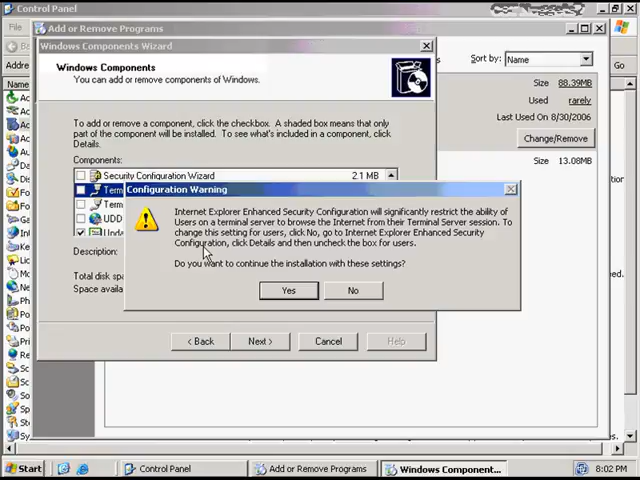 Control Panel
File
Add or Remove Programs
Windows Components Wizard
Addre
Windows Components
You can add or remove components of Windows.
Sort by: Name
Name
Size 88.39MB
Used rarely
Last Used On 8/30/2006
Change/Remove
Size 13.08MB
To add or remove a component, click the checkbox. A shaded box means that only
part of the component will be installed. To see what's included in a component, click
Details.
Components:
Security Configuration Wizard 2.1 MB
Term
Configuration Warning
Term
UDD
Upda
Internet Explorer Enhanced Security Configuration will significantly restrict the ability of
Users on a terminal server to browse the Internet from their Terminal Server session. To
change this setting for users, click No, go to Internet Explorer Enhanced Security
Configuration, click Details and then uncheck the box for users.
Do you want to continue the installation with these settings?
Yes
No
Description:
Total disk spa
Space availa
< Back
Next >
Cancel
Help
Start
Control Panel
Add or Remove Programs
Windows Component...
8:02 PM